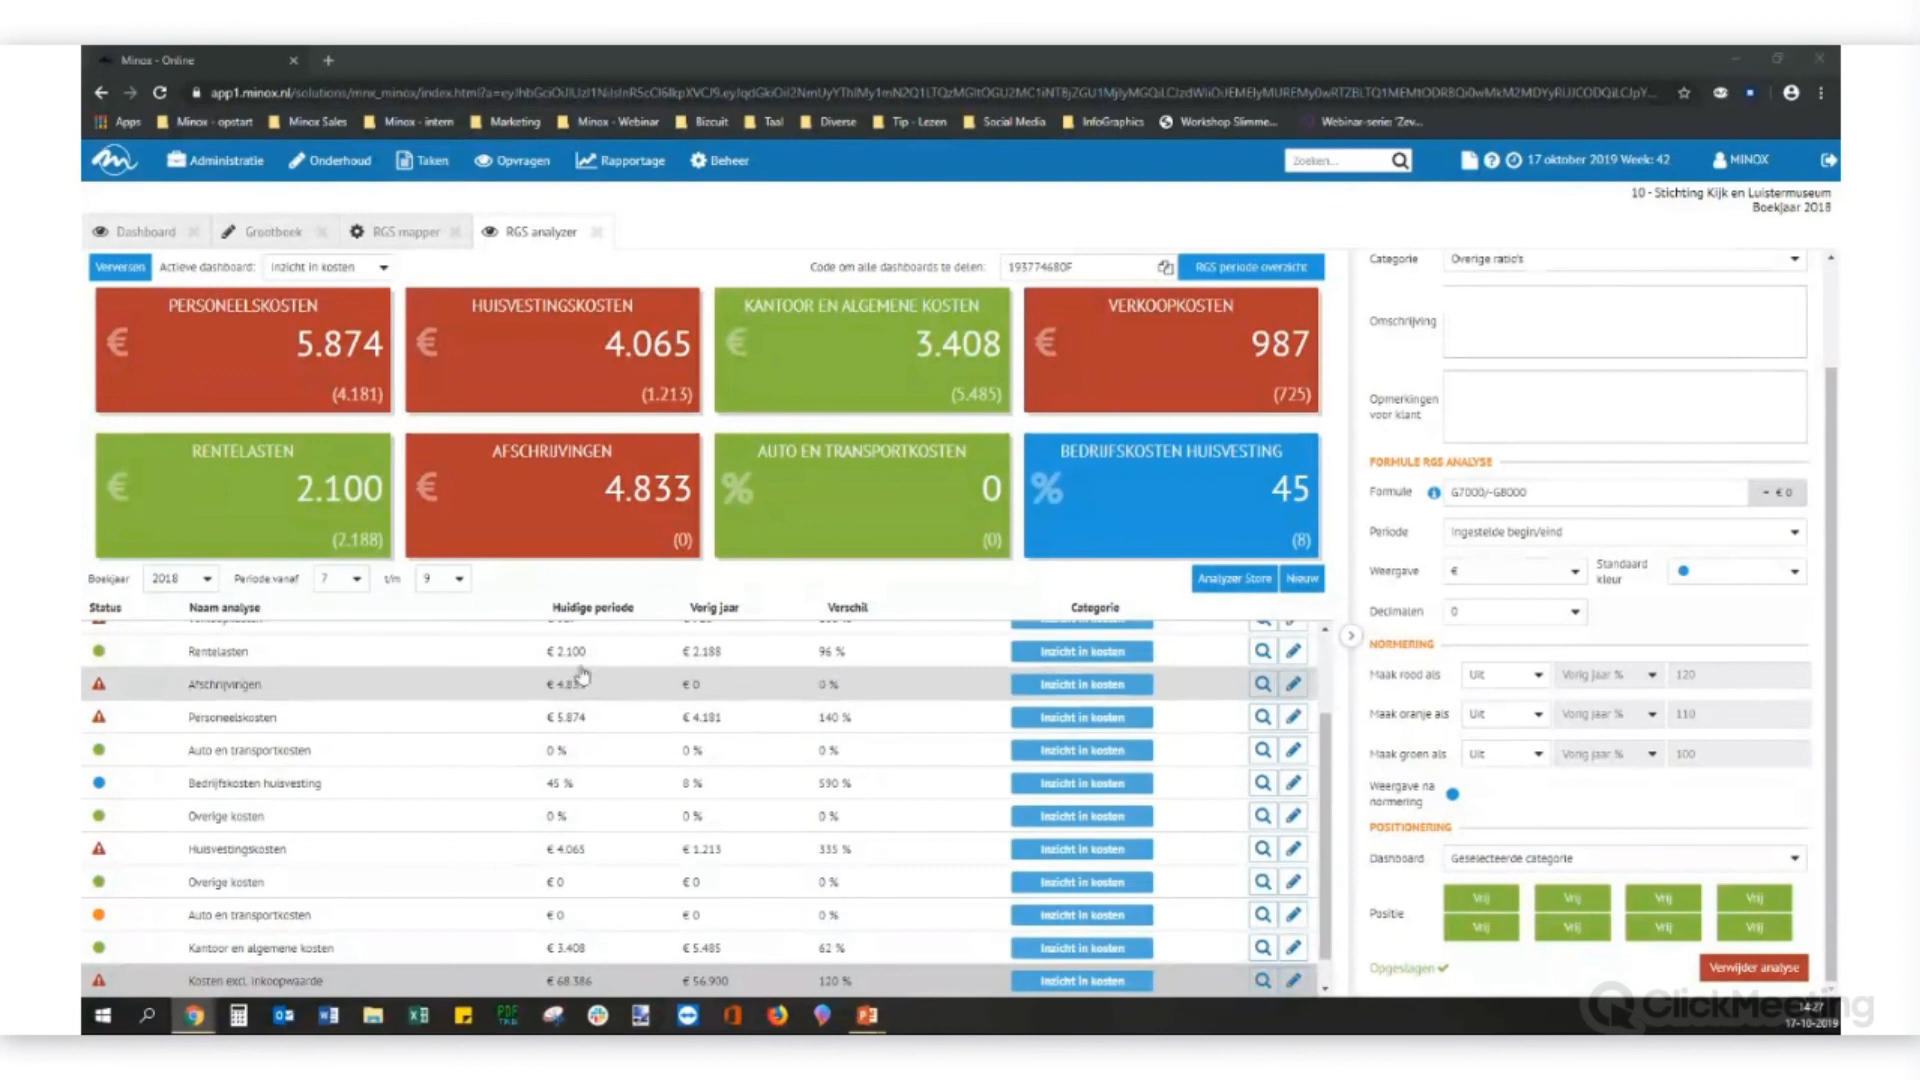 Minox - Online
Apps Minox - opstart Minox Sales Minox - intern Marketing Minox - Webinar Bizcuit Taal Diverse Tip - Lezen Social Media InfoGraphics Workshop Slimme... Webinar-serie: 'Zev...
Administratie Onderhoud Taken Opvragen Rapportage Beheer Zoeken... 17 oktober 2019 Week: 42 MINOX
10 - Stichting Kijk en Luistermuseum
Boekjaar 2018
Dashboard Grootboek RGS mapper RGS analyzer
Verversen Actieve dashboard: Inzicht in kosten Code om alle dashboards te delen: 193774680F RGS periode overzicht
PERSONEELSKOSTEN HUISVESTINGSKOSTEN KANTOOR EN ALGEMENE KOSTEN VERKOOPKOSTEN
€ 5.874 € 4.065 € 3.408 € 987
(4.181) (1.213) (5.485) (725)
RENTELASTEN AFSCHRIJVINGEN AUTO EN TRANSPORTKOSTEN BEDRIJFSKOSTEN HUISVESTING
€ 2.100 € 4.833 % 0 % 45
(2.188) (0) (0) (8)
Boekjaar 2018 Periode vanaf 7 t/m 9 Analyzer Store Nieuw
Status Naam analyse Huidige periode Vorig jaar Verschil Categorie
Rentelasten € 2.100 € 2.188 96 % Inzicht in kosten
Afschrijvingen € 0 0 % Inzicht in kosten
Personeelskosten € 5.874 € 4.181 140 % Inzicht in kosten
Auto en transportkosten 0 % 0 % 0 % Inzicht in kosten
Bedrijfskosten huisvesting 45 % 8 % 590 % Inzicht in kosten
Overige kosten 0 % 0 % 0 % Inzicht in kosten
Huisvestingskosten € 4.065 € 1.213 335 % Inzicht in kosten
Overige kosten € 0 € 0 0 % Inzicht in kosten
Auto en transportkosten € 0 € 0 0 % Inzicht in kosten
Kantoor en algemene kosten € 3.408 € 5.485 62 % Inzicht in kosten
Kosten excl. inkoopwaarde € 68.386 € 56.900 120 % Inzicht in kosten
Categorie Overige ratio's
Omschrijving
Opmerkingen
voor klant
FORMULE RGS ANALYSE
Formule G7000/-G8000 = € 0
Periode Ingestelde begin/eind
Weergave € Standaard
kleur
Decimalen 0
NORMERING
Maak rood als Uit Vorig jaar % 120
Maak oranje als Uit Vorig jaar % 110
Maak groen als Uit Vorig jaar % 100
Weergave na
normering
POSITIONERING
Dashboard Geselecteerde categorie
Vrij Vrij Vrij Vrij
Positie
Vrij Vrij Vrij Vrij
Opgeslagen Verwijder analyse
ClickMeeting
14:27
17-10-2019